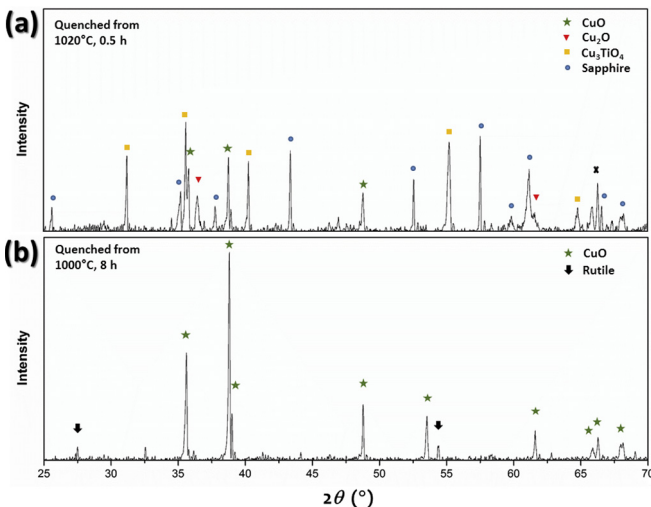 (a)
Quenched from
1020°C, 0.5 h
CuO
Cu₂O
Cu₃TiO₄
Sapphire
x
Intensity
(b)
Quenched from
1000°C, 8 h
CuO
Rutile
Intensity
25 30 35 40 45 50 55 60 65 70
2θ (°)